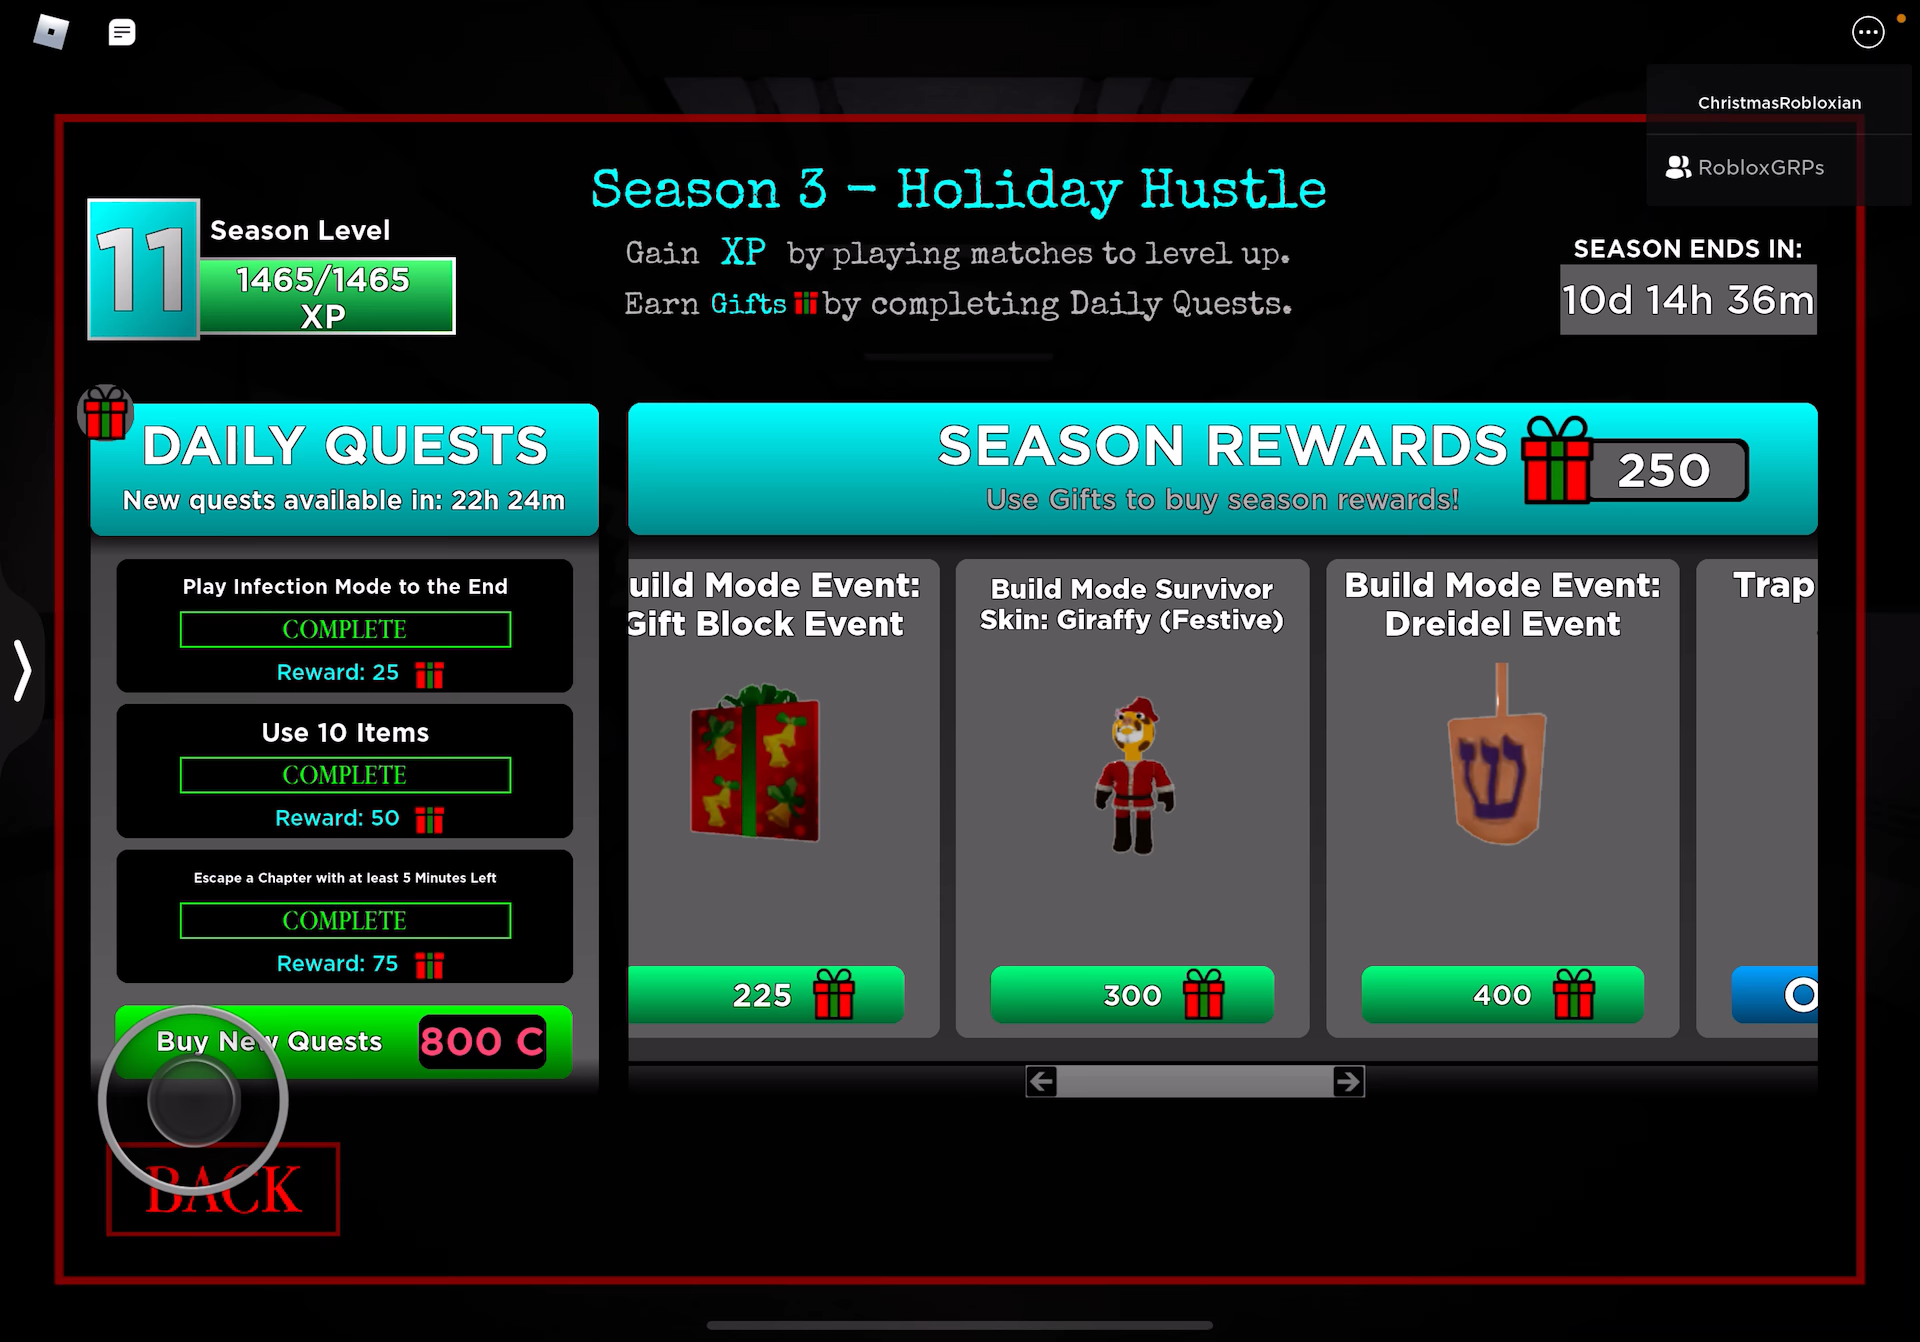 ChristmasRobloxian
RobloxGRPs
Season 3 - Holiday Hustle
Gain XP by playing matches to level up.
Earn Gifts by completing Daily Quests.
11
Season Level
1465/1465
XP
SEASON ENDS IN:
10d 14h 36m
DAILY QUESTS
New quests available in: 22h 24m
Play Infection Mode to the End
COMPLETE
Reward: 25
Use 10 Items
COMPLETE
Reward: 50
Escape a Chapter with at least 5 Minutes Left
COMPLETE
Reward: 75
Buy New Quests
800 C
BACK
SEASON REWARDS
250
Use Gifts to buy season rewards!
uild Mode Event:
Gift Block Event
225
Build Mode Survivor
Skin: Giraffy (Festive)
300
Build Mode Event:
Dreidel Event
ש
400
Trap
O